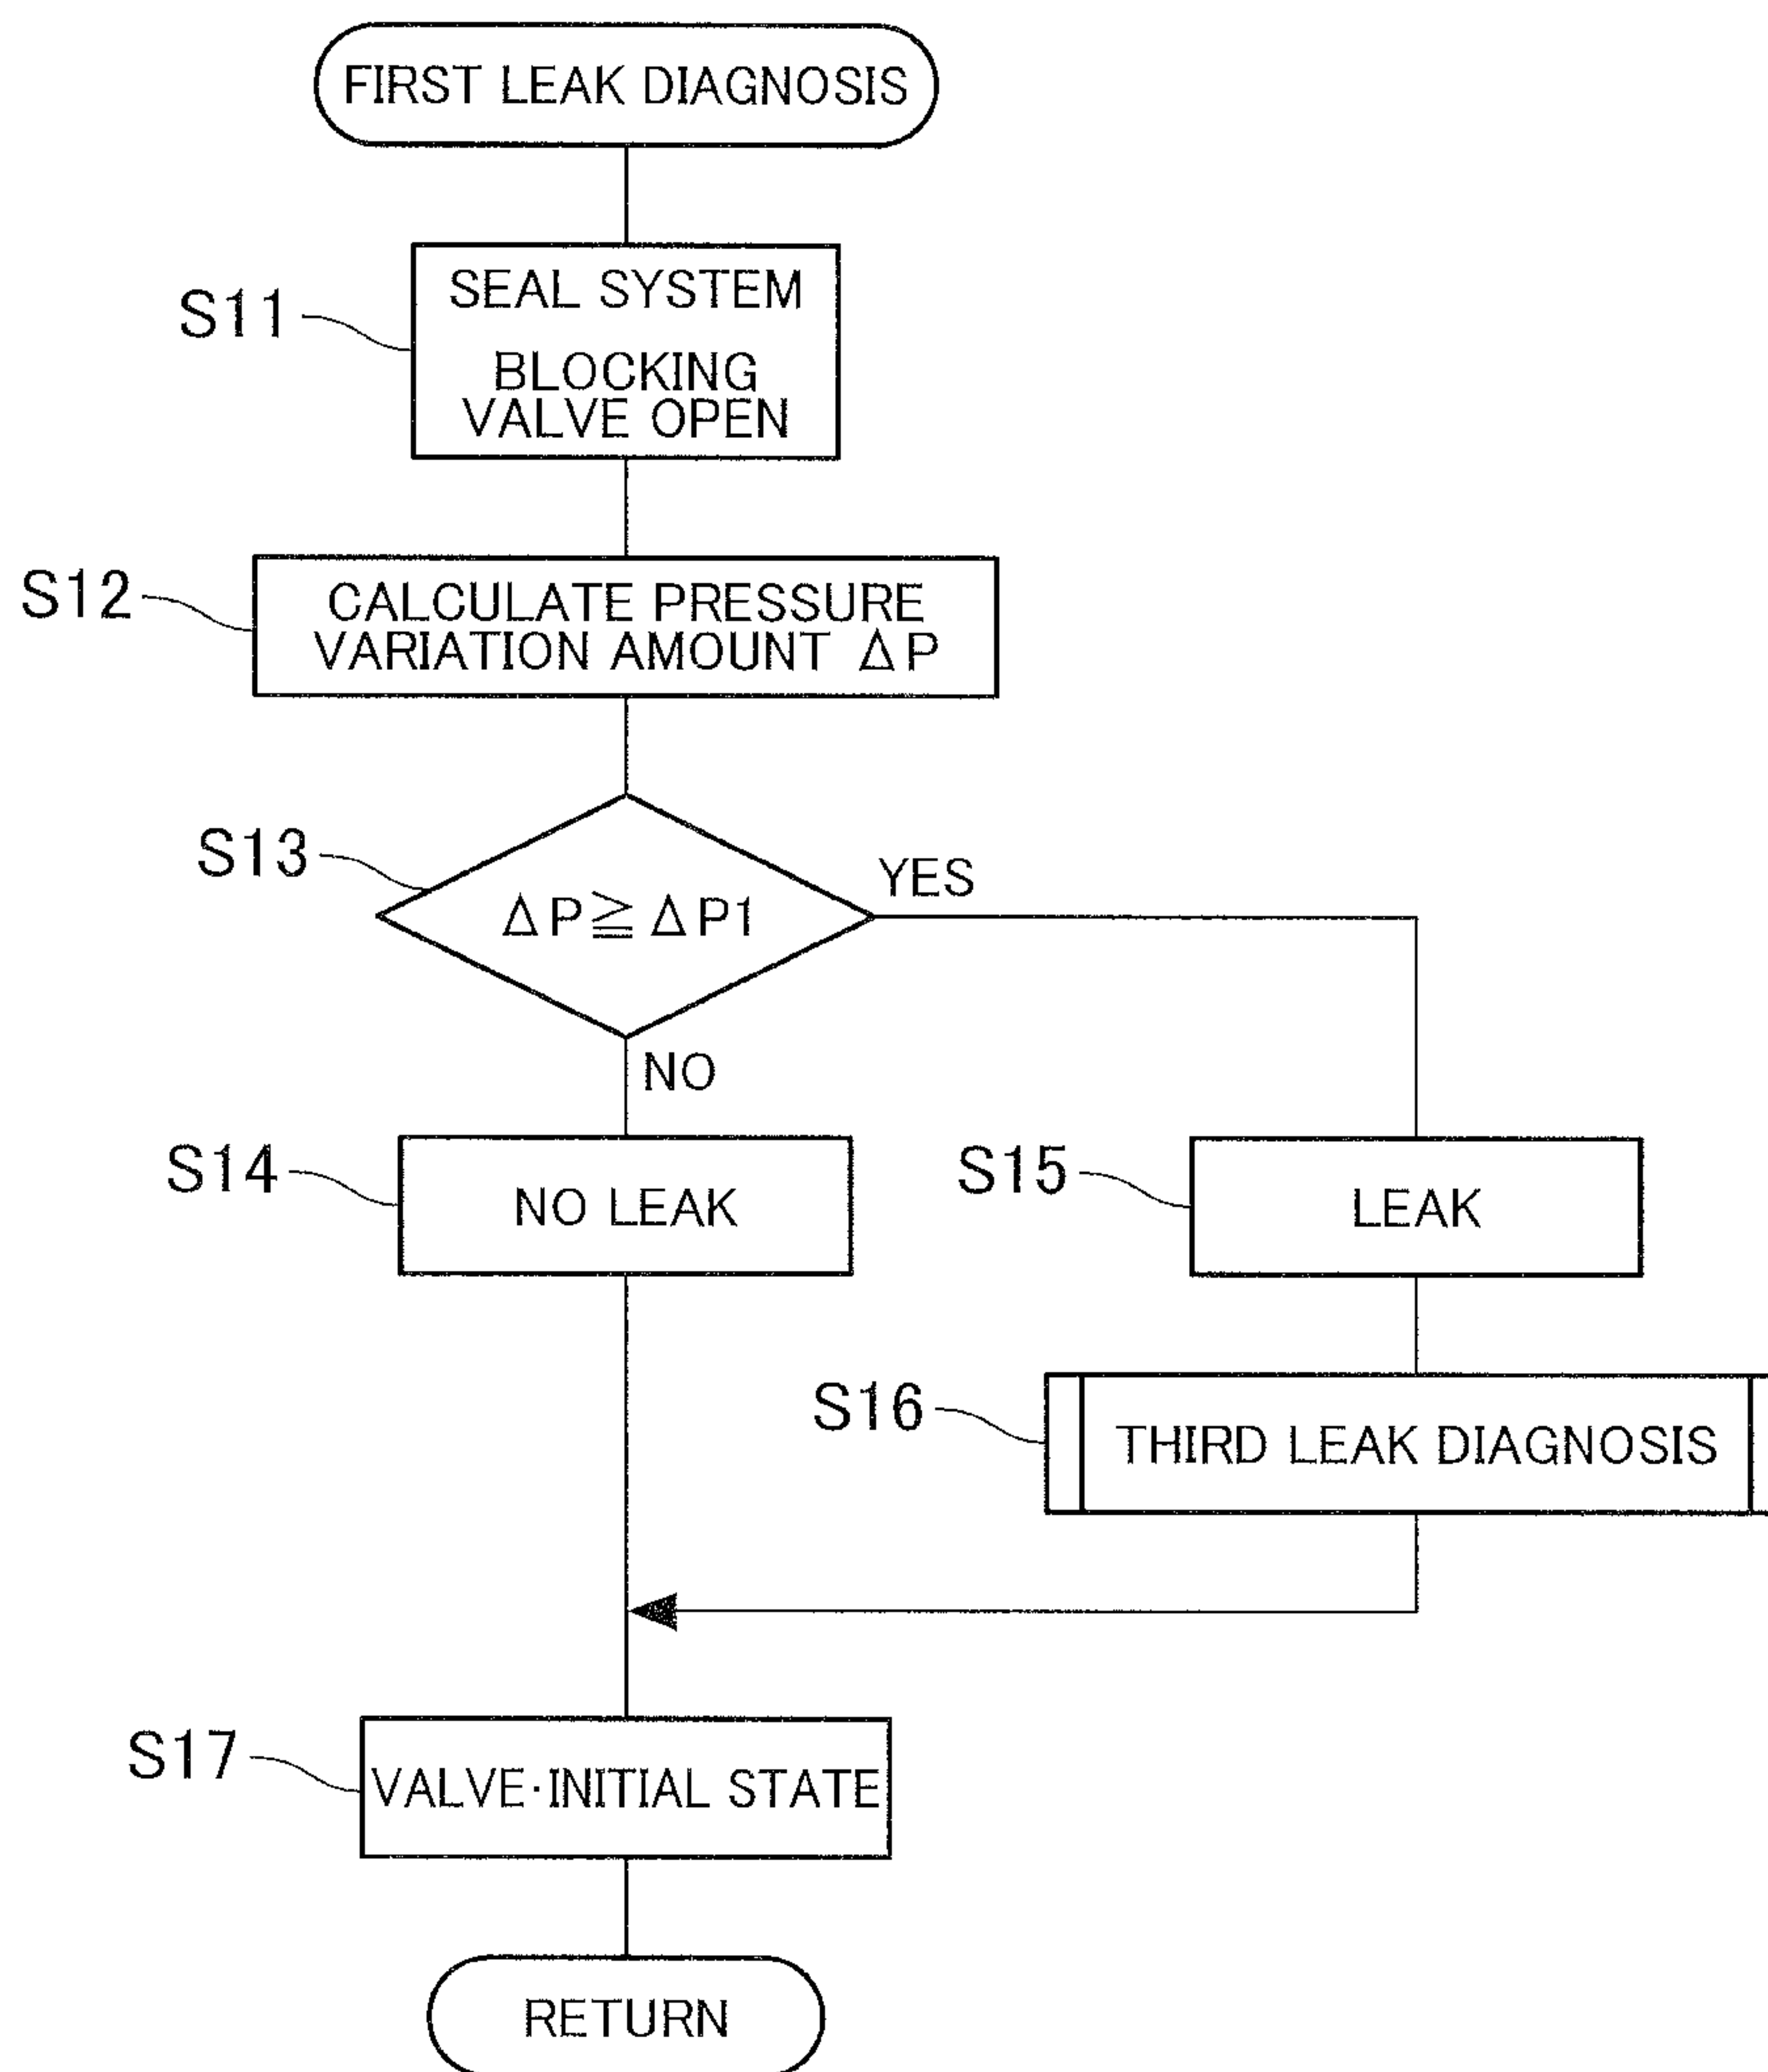 FIRST LEAK DIAGNOSIS
S11
SEAL SYSTEM
BLOCKING
VALVE OPEN
S12
CALCULATE PRESSURE
VARIATION AMOUNT ΔP
S13
ΔP≧ΔP1
YES
NO
S14
NO LEAK
S15
LEAK
S16
THIRD LEAK DIAGNOSIS
S17
VALVE·INITIAL STATE
RETURN